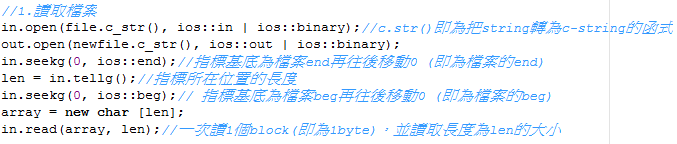 //1.讀取檔案
in.open(file.c_str(), ios::in | ios::binary);//c.str()即為把string轉為c-string的函式
out.open(newfile.c_str(), ios::out | ios::binary);
in.seekg(0, ios::end);//指標基底為檔案end再往後移動0 (即為檔案的end)
len = in.tellg();//指標所在位置的長度
in.seekg(0, ios::beg);// 指標基底為檔案beg再往後移動0 (即為檔案的beg)
array = new char [len];
in.read(array, len);//一次讀1個block(即為1byte)，並讀取長度為len的大小